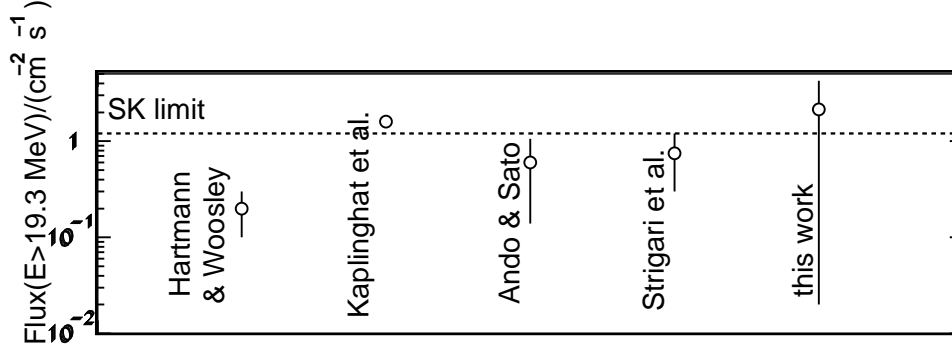 Flux(E>19.3 MeV)/(cm⁻² s⁻¹)
SK limit
1
10⁻¹
10⁻²
Hartmann
& Woosley
Kaplinghat et al.
Ando & Sato
Strigari et al.
this work